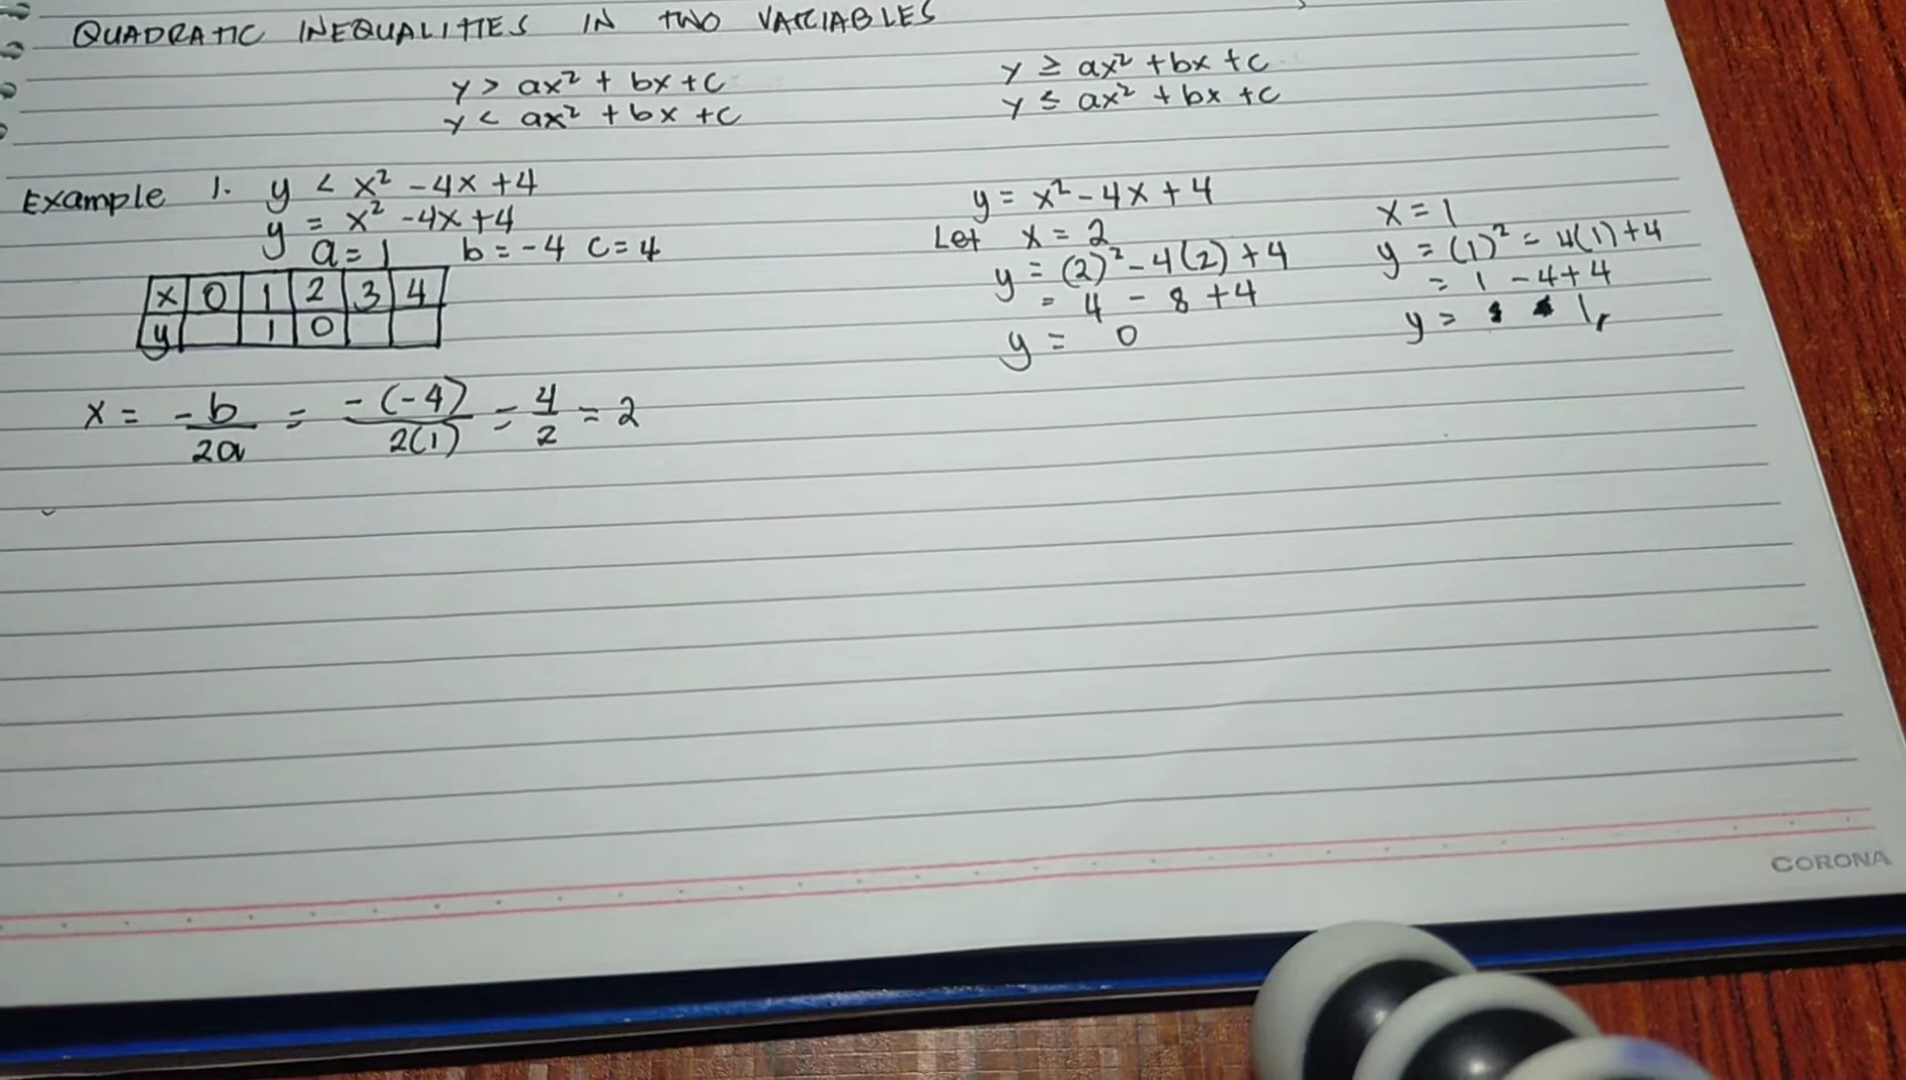 QUADRATIC INEQUALITIES IN TWO VARIABLES
y > ax² + bx + c
y < ax² + bx + c
y ≥ ax² + bx + c
y ≤ ax² + bx + c
Example 1. y < x² - 4x + 4
y = x² - 4x + 4
a = 1 b = -4 c = 4
x 0 1 2 3 4
y 1 0
x = -b/2a = -(-4)/2(1) = 4/2 = 2
y = x² - 4x + 4
Let x = 2
y = (2)² - 4(2) + 4
= 4 - 8 + 4
y = 0
x = 1
y = (1)² = 4(1) + 4
= 1 - 4 + 4
y = 1
CORONA